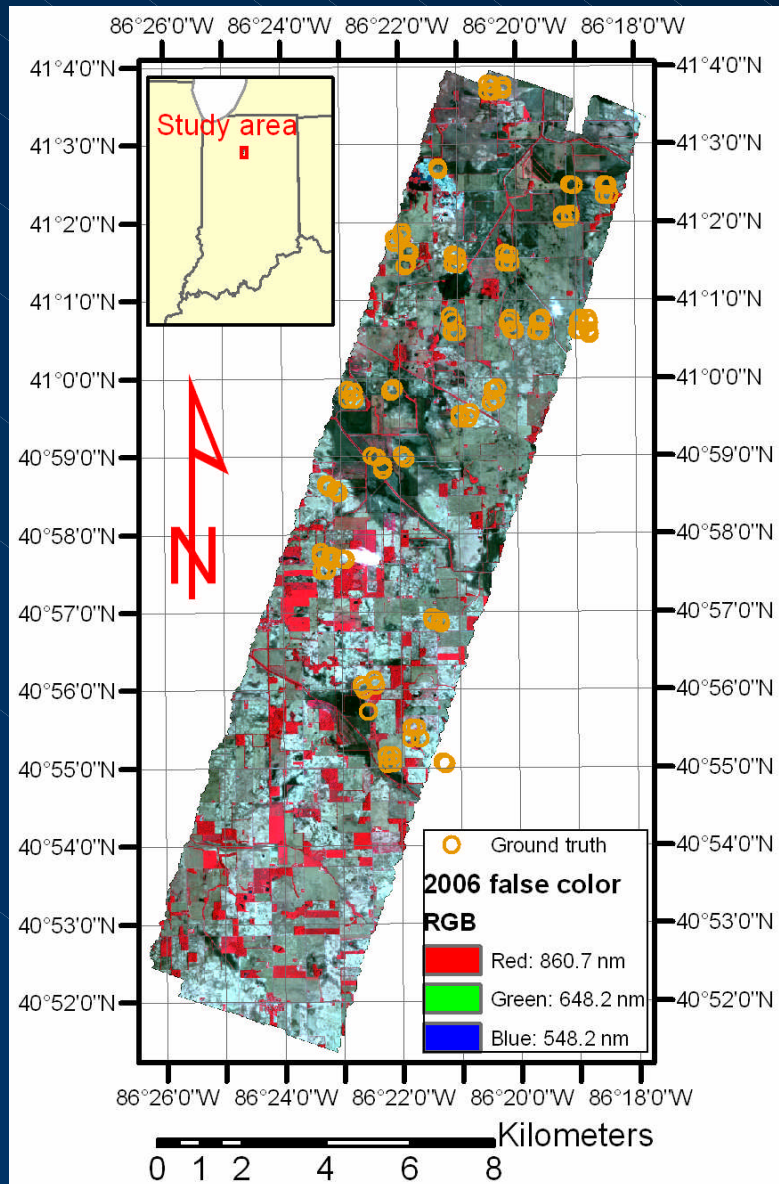 86°26'0"W 86°24'0"W 86°22'0"W 86°20'0"W 86°18'0"W
41°4'0"N 41°4'0"N
Study area
41°3'0"N 41°3'0"N
41°2'0"N 41°2'0"N
41°1'0"N 41°1'0"N
41°0'0"N 41°0'0"N
40°59'0"N 40°59'0"N
N
40°58'0"N 40°58'0"N
40°57'0"N 40°57'0"N
40°56'0"N 40°56'0"N
40°55'0"N 40°55'0"N
40°54'0"N 40°54'0"N
Ground truth
2006 false color
40°53'0"N 40°53'0"N
RGB
Red: 860.7 nm
40°52'0"N 40°52'0"N
Green: 648.2 nm
Blue: 548.2 nm
86°26'0"W 86°24'0"W 86°22'0"W 86°20'0"W 86°18'0"W
Kilometers
0 1 2 4 6 8